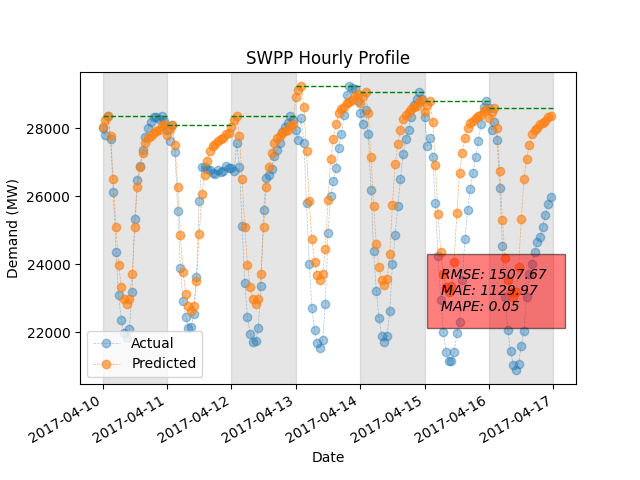 SWPP Hourly Profile
Demand (MW)
28000
26000
24000
22000
RMSE: 1507.67
MAE: 1129.97
MAPE: 0.05
Actual
Predicted
2017-04-10
2017-04-11
2017-04-12
2017-04-13
2017-04-14
2017-04-15
2017-04-16
2017-04-17
Date